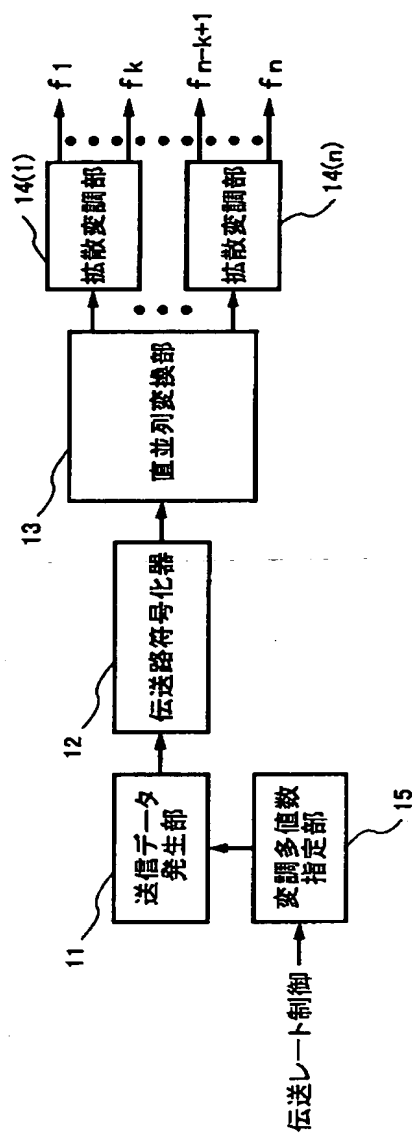 伝送レート制御
変調多値数
指定部
15
送信データ
発生部
11
伝送路符号化器
12
直並列変換部
13
拡散変調部
14(1)
拡散変調部
14(n)
f1
fk
fn-k+1
fn